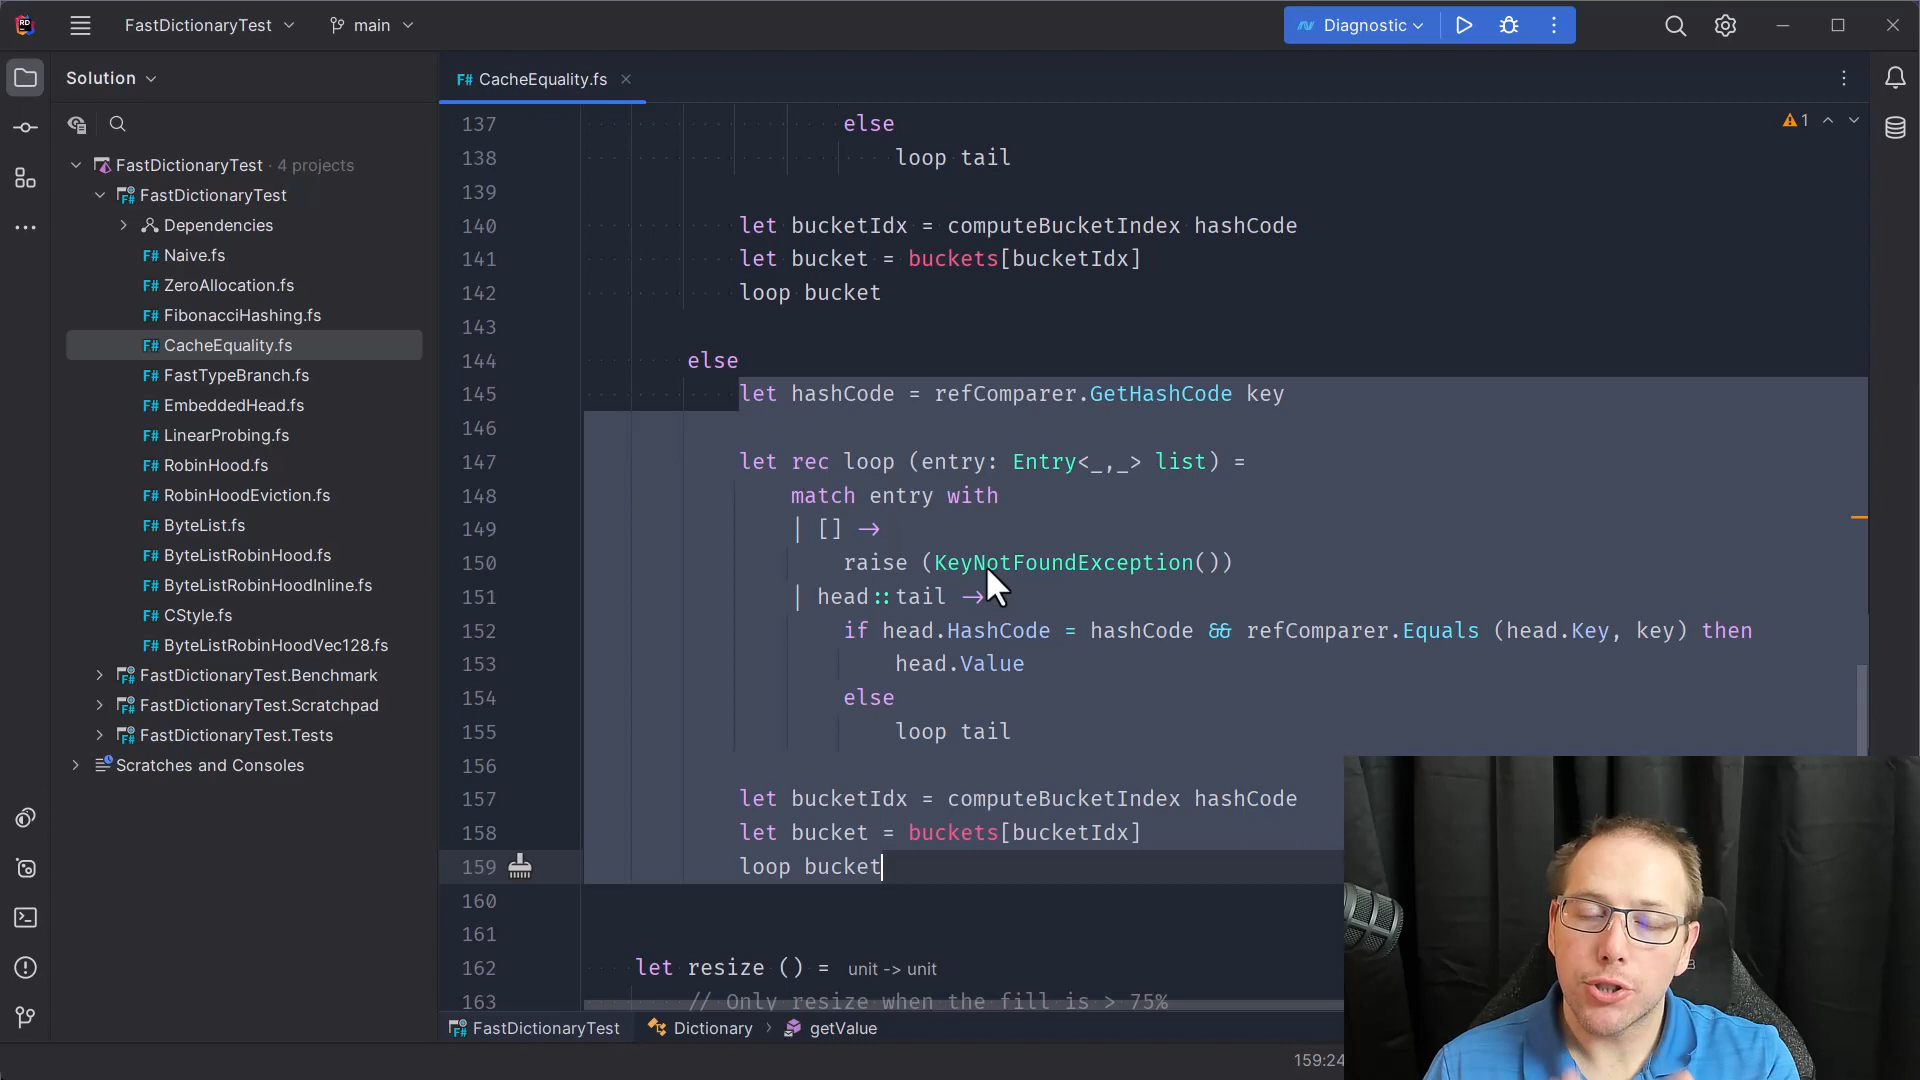 FastDictionaryTest
main
Diagnostic
Solution
CacheEquality.fs
1
FastDictionaryTest · 4 projects
FastDictionaryTest
Dependencies
Naive.fs
ZeroAllocation.fs
FibonacciHashing.fs
CacheEquality.fs
FastTypeBranch.fs
EmbeddedHead.fs
LinearProbing.fs
RobinHood.fs
RobinHoodEviction.fs
ByteList.fs
ByteListRobinHood.fs
ByteListRobinHoodInline.fs
CStyle.fs
ByteListRobinHoodVec128.fs
FastDictionaryTest.Benchmark
FastDictionaryTest.Scratchpad
FastDictionaryTest.Tests
Scratches and Consoles
137 else
138 loop tail
139
140 let bucketIdx = computeBucketIndex hashCode
141 let bucket = buckets[bucketIdx]
142 loop bucket
143
144 else
145 let hashCode = refComparer.GetHashCode key
146
147 let rec loop (entry: Entry<_,_> list) =
148 match entry with
149 | [] ->
150 raise (KeyNotFoundException())
151 | head::tail ->
152 if head.HashCode = hashCode && refComparer.Equals (head.Key, key) then
153 head.Value
154 else
155 loop tail
156
157 let bucketIdx = computeBucketIndex hashCode
158 let bucket = buckets[bucketIdx]
159 loop bucket
160
161
162 let resize () = unit -> unit
163 // Only resize when the fill is > 75%
FastDictionaryTest
Dictionary > getValue
159:24